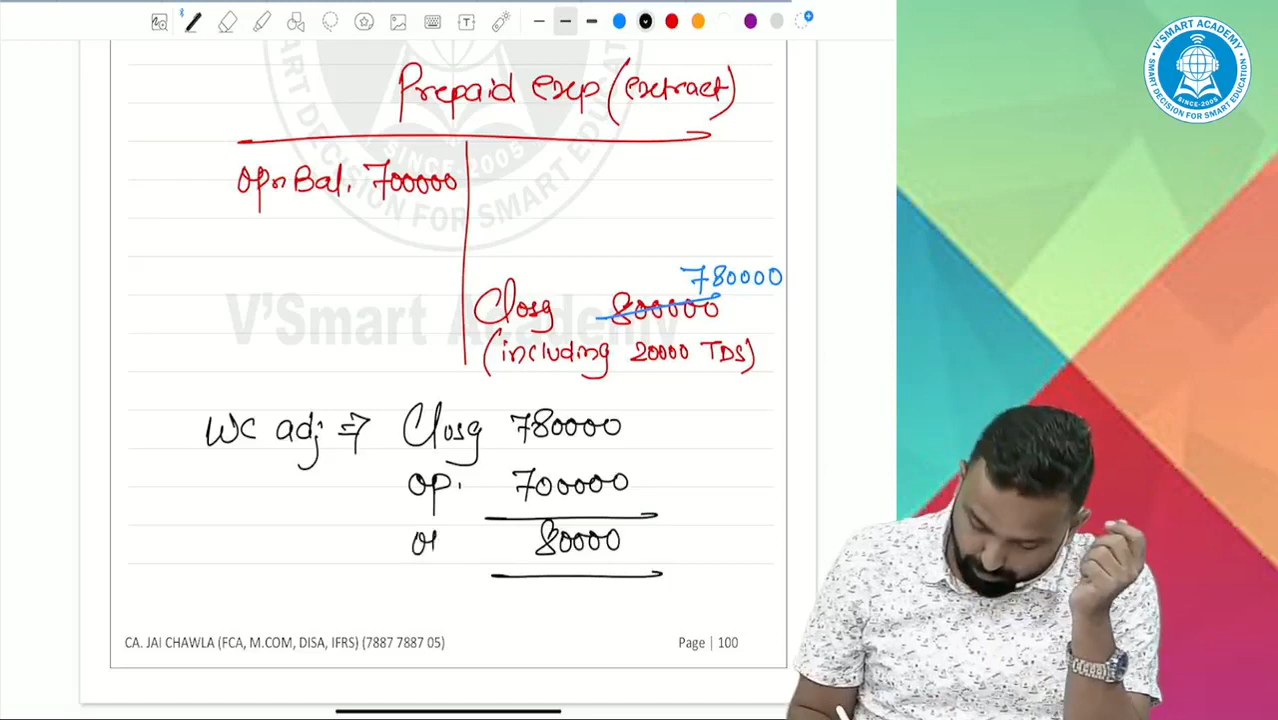 V'SMART ACADEMY
SMART DECISION FOR SMART EDUCATION
SINCE-2005
Prepaid Exp (extract)
SINCE 2005
Opn Bal. 700000
780000
Closg 800000
V'Smart Academy
(including 20000 TDS)
WC adj ⇒ Closg 780000
op. 700000
80000
CA. JAI CHAWLA (FCA, M.COM, DISA, IFRS) (7887 7887 05)
Page | 100